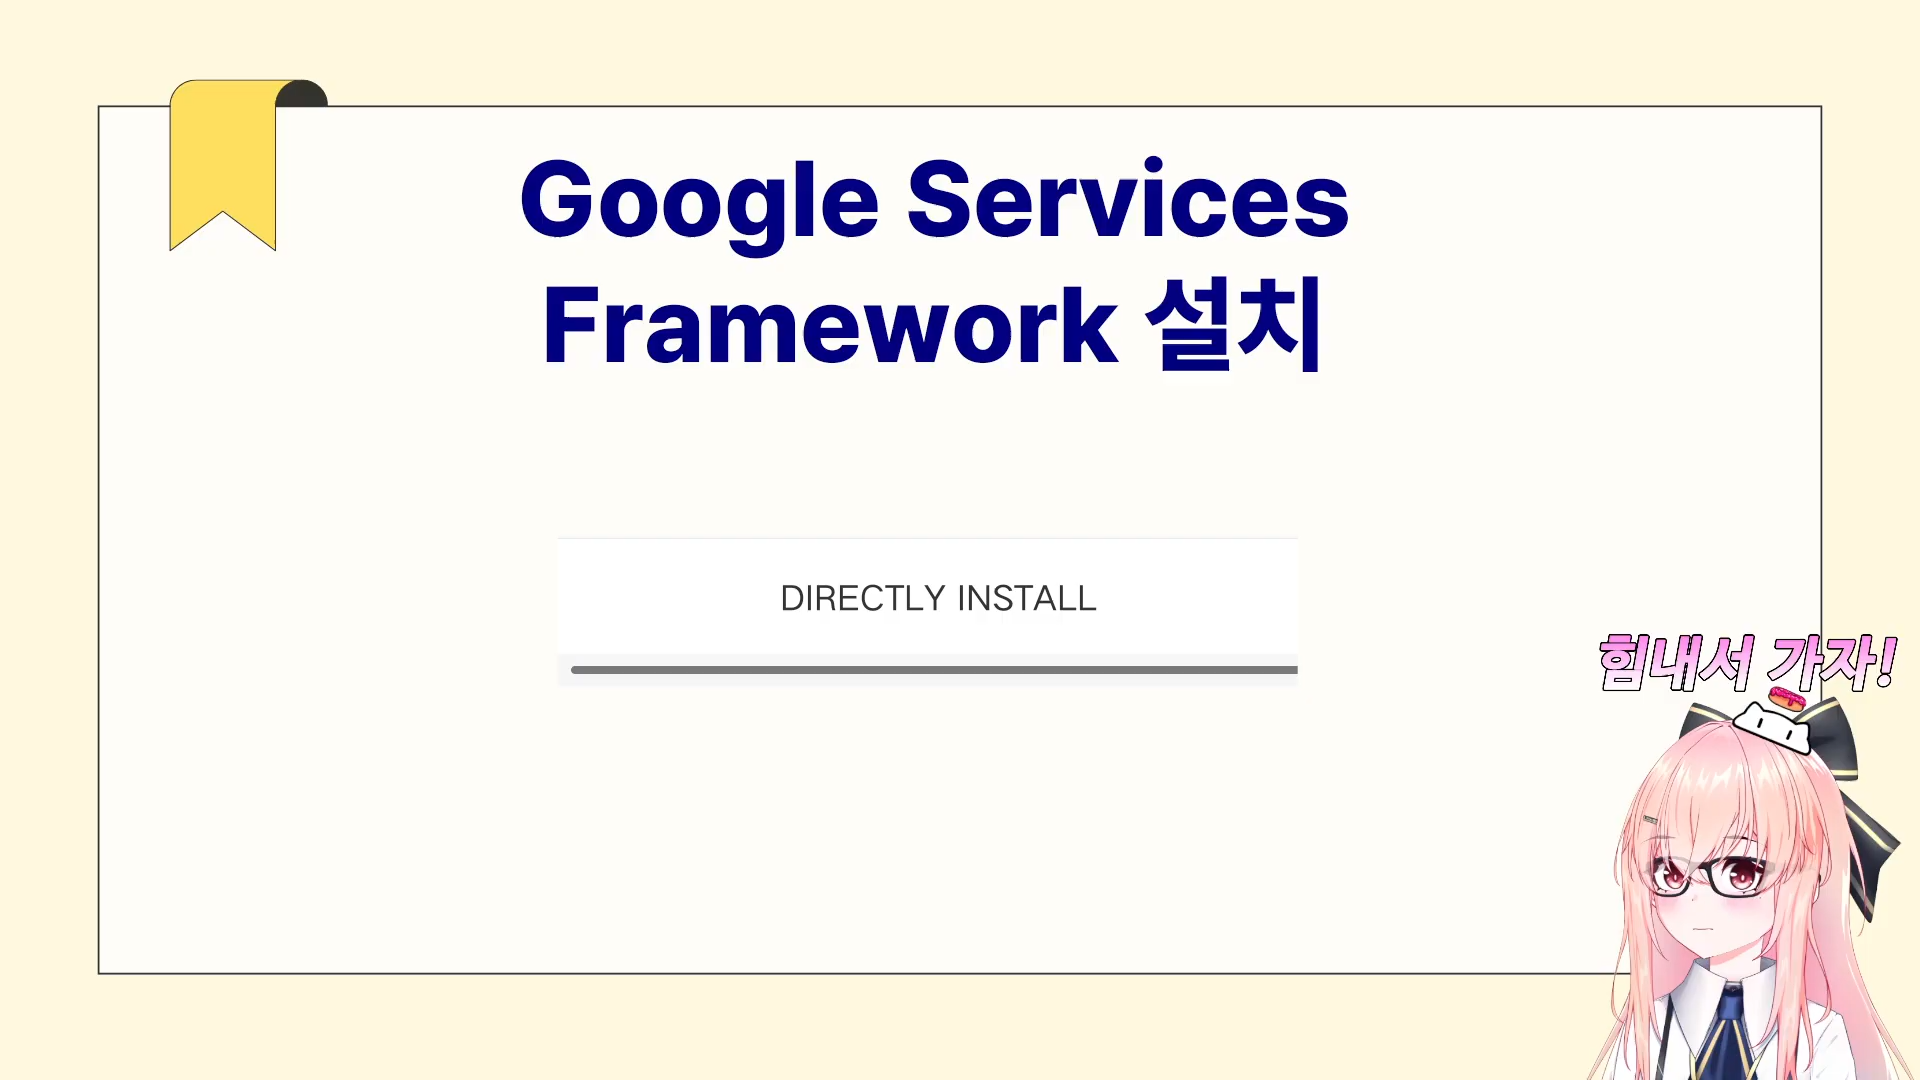 Google Services
Framework 설치
DIRECTLY INSTALL
힘내서 가자!